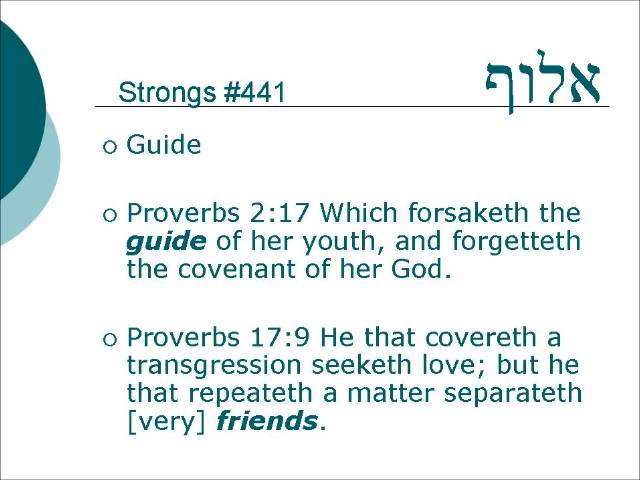 Strongs #441 אלוף
Guide
Proverbs 2:17 Which forsaketh the
guide of her youth, and forgetteth
the covenant of her God.
Proverbs 17:9 He that covereth a
transgression seeketh love; but he
that repeateth a matter separateth
[very] friends.